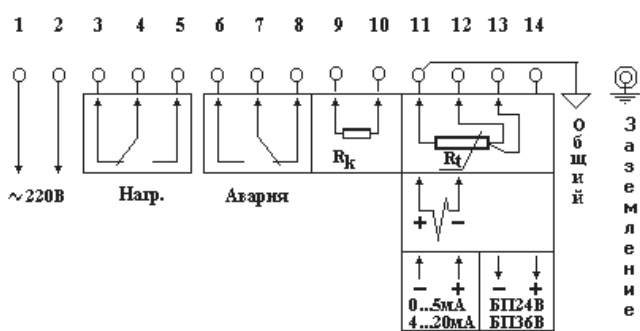 1 2 3 4 5 6 7 8 9 10 11 12 13 14
~220В
Нагр.
Авария
Rk
Rt
Общий
Заземление
+ −
− +
− +
0...5мА
4...20мА
БП24В
БП36В